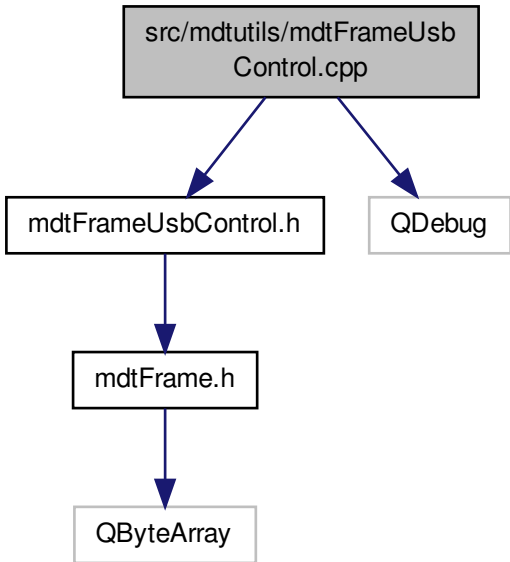 src/mdtutils/mdtFrameUsb
Control.cpp
mdtFrameUsbControl.h
QDebug
mdtFrame.h
QByteArray